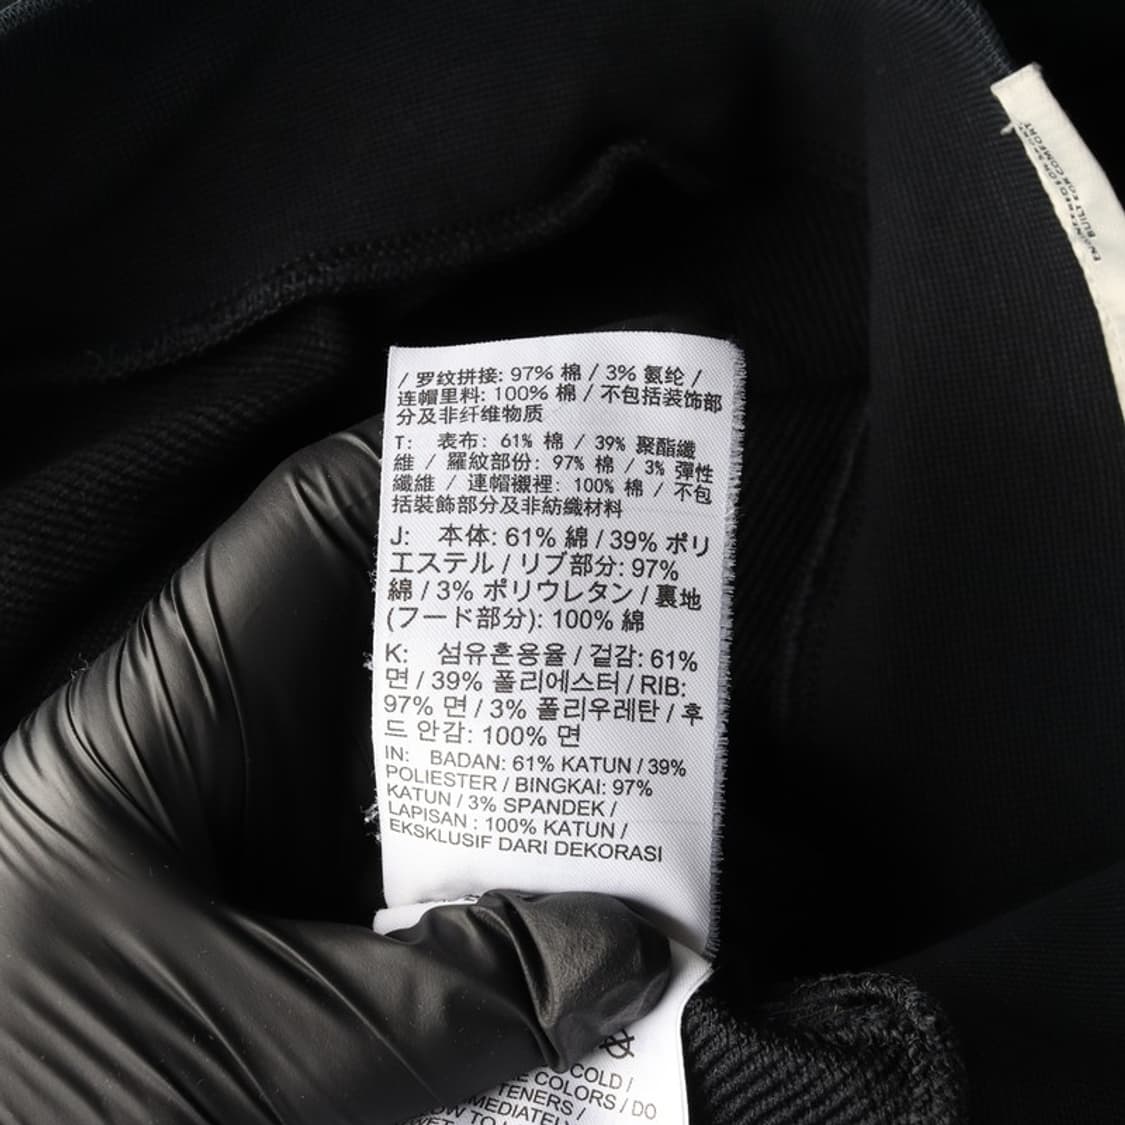 / 罗纹拼接: 97% 棉 / 3% 氨纶 /
连帽里料: 100% 棉 / 不包括装饰部
分及非纤维物质
T: 表布: 61% 棉 / 39% 聚酯纖
維 / 羅紋部份: 97% 棉 / 3% 彈性
纖維 / 連帽襯裡: 100% 棉 / 不包
括裝飾部分及非紡織材料
J: 本体: 61% 綿 / 39% ポリ
エステル / リブ部分: 97%
綿 / 3% ポリウレタン / 裏地
(フード部分): 100% 綿
K: 섬유혼용율 / 겉감: 61%
면 / 39% 폴리에스터 / RIB:
97% 면 / 3% 폴리우레탄 / 후
드 안감: 100% 면
IN: BADAN: 61% KATUN / 39%
POLIESTER / BINGKAI: 97%
KATUN / 3% SPANDEK /
LAPISAN : 100% KATUN /
EKSKLUSIF DARI DEKORASI
COLD /
COLORS / DO
ENGINEERED FOR SPORT.
BUILT FOR COMFORT.